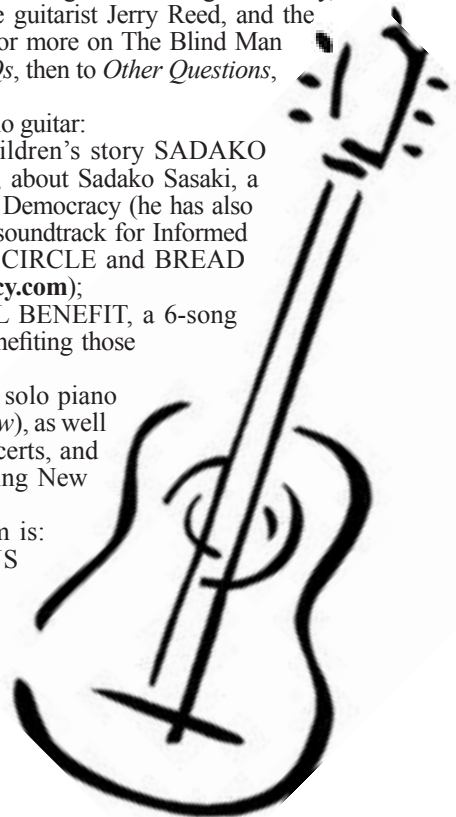 e guitarist Jerry Reed, and the
or more on The Blind Man
Qs, then to Other Questions,
o guitar:
ildren's story SADAKO
, about Sadako Sasaki, a
Democracy (he has also
soundtrack for Informed
CIRCLE and BREAD
cy.com);
L BENEFIT, a 6-song
nefiting those
solo piano
w), as well
certs, and
ing New
n is:
NS